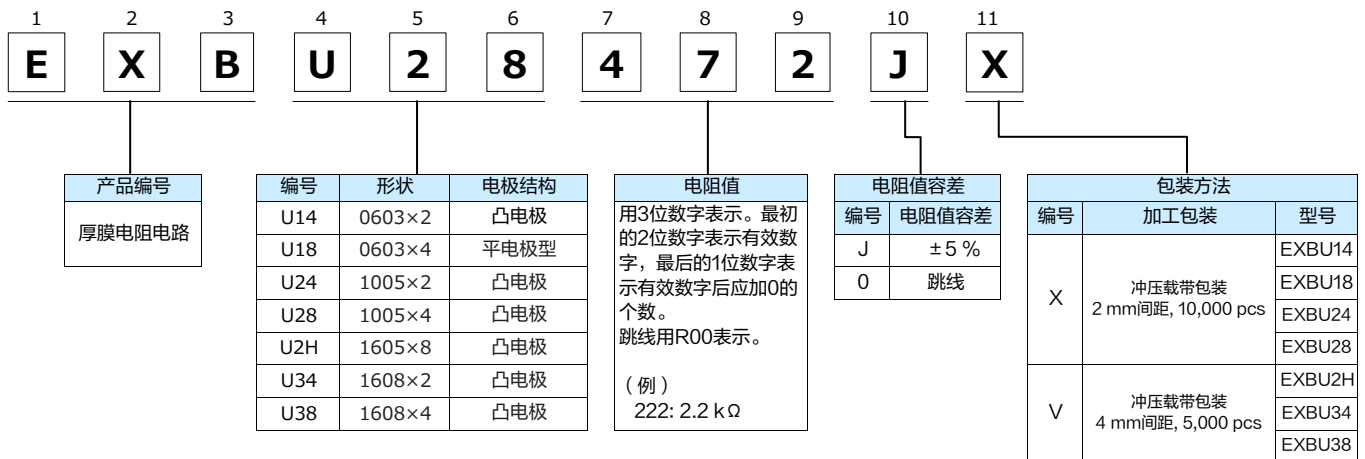 1 2 3 4 5 6 7 8 9 10 11
E X B U 2 8 4 7 2 J X
产品编号
厚膜电阻电路
编号 形状 电极结构
U14 0603×2 凸电极
U18 0603×4 平电极型
U24 1005×2 凸电极
U28 1005×4 凸电极
U2H 1605×8 凸电极
U34 1608×2 凸电极
U38 1608×4 凸电极
电阻值
用3位数字表示。最初
的2位数字表示有效数
字，最后的1位数字表
示有效数字后应加0的
个数。
跳线用R00表示。
（例）
222: 2.2 kΩ
电阻值容差
编号 电阻值容差
J ±5 %
0 跳线
包装方法
编号 加工包装 型号
X 冲压载带包装
2 mm间距, 10,000 pcs
EXBU14
EXBU18
EXBU24
EXBU28
V 冲压载带包装
4 mm间距, 5,000 pcs
EXBU2H
EXBU34
EXBU38